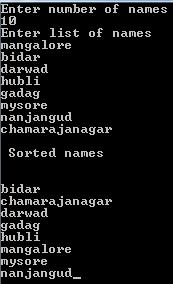 Enter number of names
10
Enter list of names
mangalore
bidar
darwad
hubli
gadag
mysore
nanjangud
chamarajanagar
Sorted names
bidar
chamarajanagar
darwad
gadag
hubli
mangalore
mysore
nanjangud_